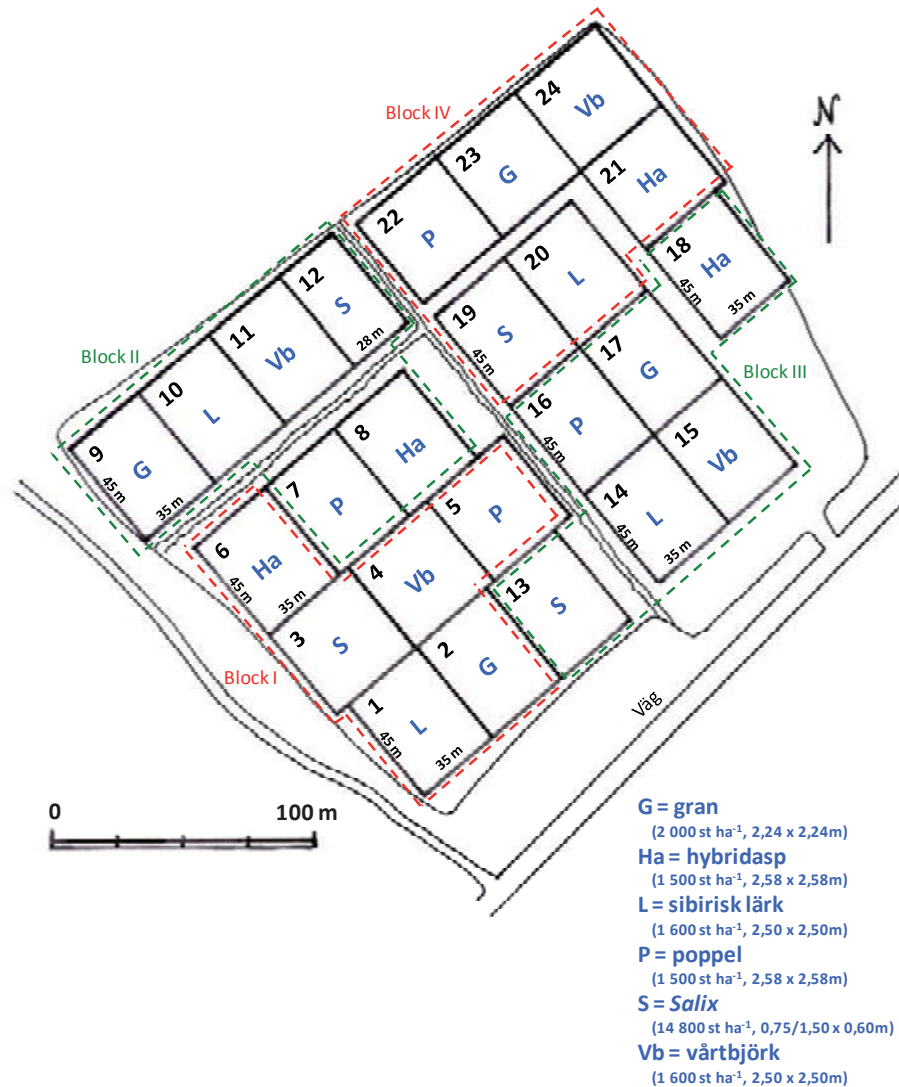 N
Block IV
24
Vb
23
G
21
Ha
22
P
18
Ha
45 m
35 m
20
L
19
S
45 m
12
S
28 m
11
Vb
10
L
Block II
9
G
45 m
35 m
17
G
Block III
16
P
45 m
15
Vb
14
L
45 m
35 m
8
Ha
7
P
5
P
6
Ha
45 m
35 m
4
Vb
13
S
3
S
2
G
Block I
1
L
45 m
35 m
Väg
0 100 m
G = gran
(2 000 st ha⁻¹, 2,24 x 2,24m)
Ha = hybridasp
(1 500 st ha⁻¹, 2,58 x 2,58m)
L = sibirisk lärk
(1 600 st ha⁻¹, 2,50 x 2,50m)
P = poppel
(1 500 st ha⁻¹, 2,58 x 2,58m)
S = Salix
(14 800 st ha⁻¹, 0,75/1,50 x 0,60m)
Vb = vårtbjörk
(1 600 st ha⁻¹, 2,50 x 2,50m)